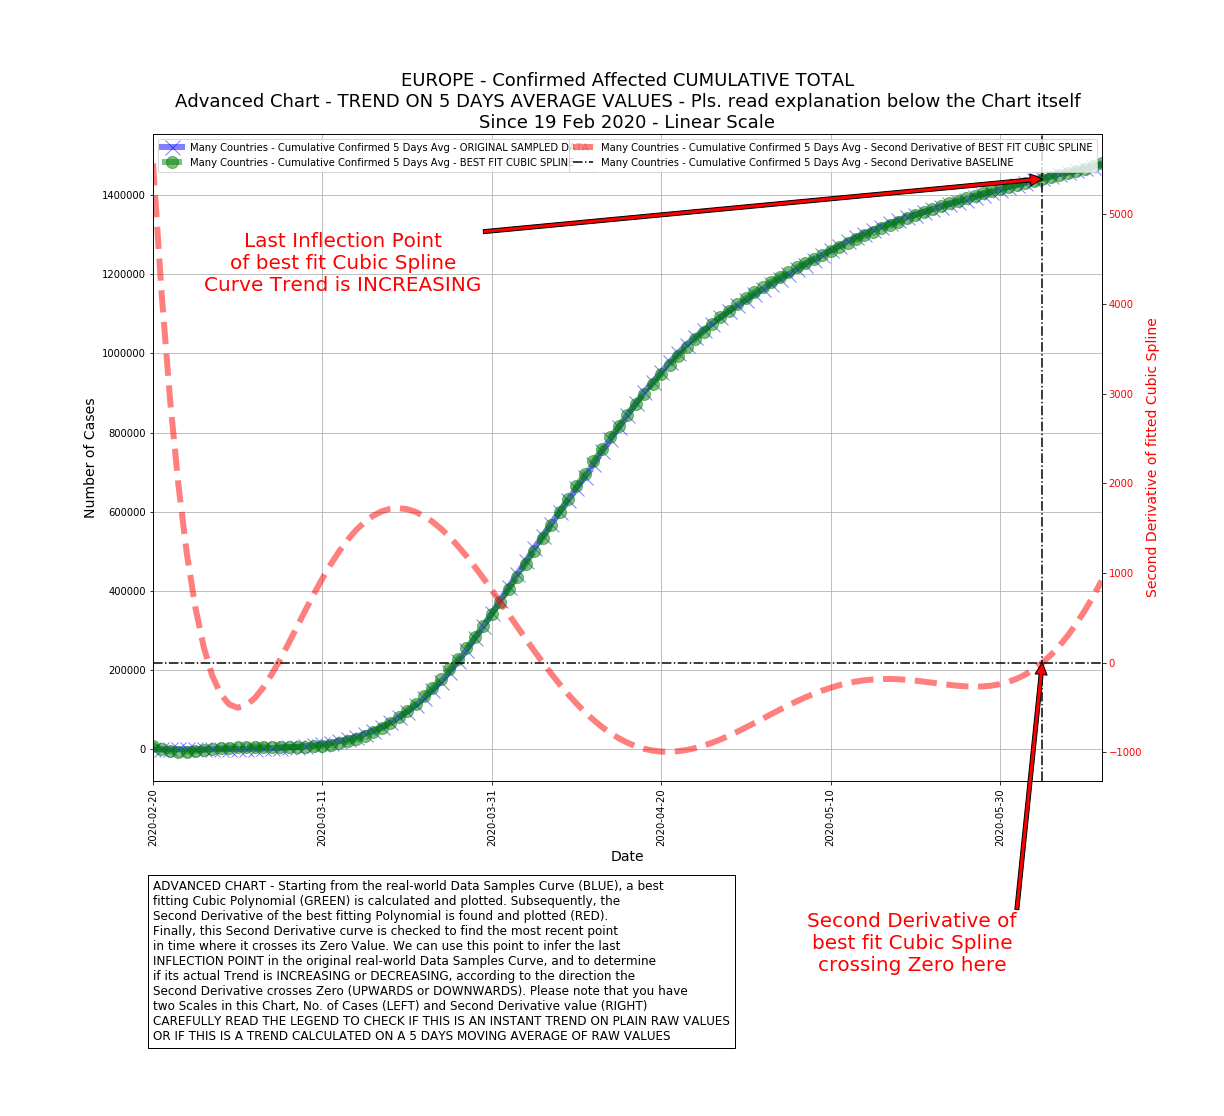 EUROPE - Confirmed Affected CUMULATIVE TOTAL
Advanced Chart - TREND ON 5 DAYS AVERAGE VALUES - Pls. read explanation below the Chart itself
Since 19 Feb 2020 - Linear Scale
Many Countries - Cumulative Confirmed 5 Days Avg - ORIGINAL SAMPLED DATA
Many Countries - Cumulative Confirmed 5 Days Avg - BEST FIT CUBIC SPLIN
Many Countries - Cumulative Confirmed 5 Days Avg - Second Derivative of BEST FIT CUBIC SPLINE
Many Countries - Cumulative Confirmed 5 Days Avg - Second Derivative BASELINE
Last Inflection Point
of best fit Cubic Spline
Curve Trend is INCREASING
Number of Cases
1400000
1200000
1000000
800000
600000
400000
200000
0
5000
4000
3000
2000
1000
0
−1000
Second Derivative of fitted Cubic Spline
2020-02-20
2020-03-11
2020-03-31
2020-04-20
2020-05-10
2020-05-30
Date
ADVANCED CHART - Starting from the real-world Data Samples Curve (BLUE), a best
fitting Cubic Polynomial (GREEN) is calculated and plotted. Subsequently, the
Second Derivative of the best fitting Polynomial is found and plotted (RED).
Finally, this Second Derivative curve is checked to find the most recent point
in time where it crosses its Zero Value. We can use this point to infer the last
INFLECTION POINT in the original real-world Data Samples Curve, and to determine
if its actual Trend is INCREASING or DECREASING, according to the direction the
Second Derivative crosses Zero (UPWARDS or DOWNWARDS). Please note that you have
two Scales in this Chart, No. of Cases (LEFT) and Second Derivative value (RIGHT)
CAREFULLY READ THE LEGEND TO CHECK IF THIS IS AN INSTANT TREND ON PLAIN RAW VALUES
OR IF THIS IS A TREND CALCULATED ON A 5 DAYS MOVING AVERAGE OF RAW VALUES
Second Derivative of
best fit Cubic Spline
crossing Zero here